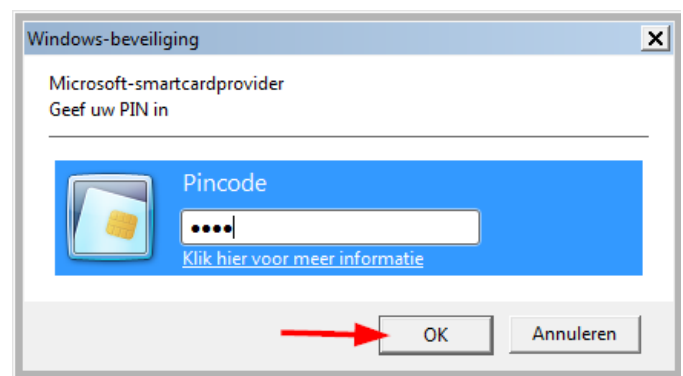 Windows-beveiliging
Microsoft-smartcardprovider
Geef uw PIN in
Pincode
••••
Klik hier voor meer informatie
OK
Annuleren